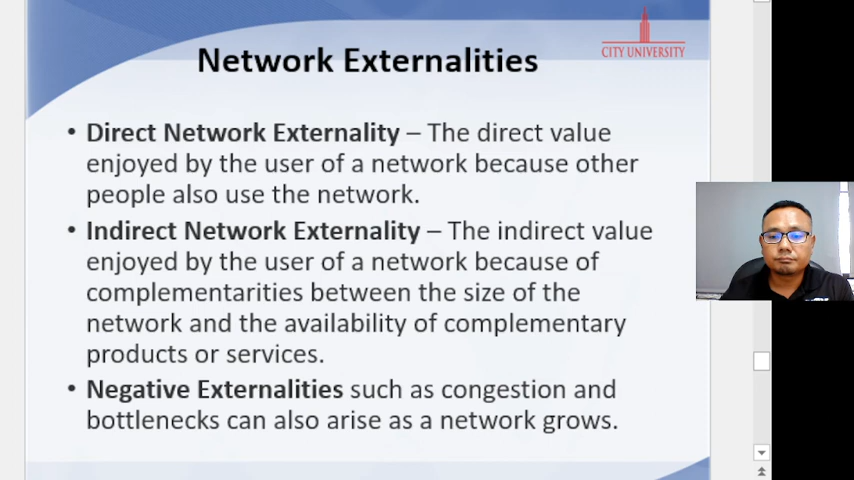 Network Externalities
CITY UNIVERSITY
• Direct Network Externality – The direct value
enjoyed by the user of a network because other
people also use the network.
• Indirect Network Externality – The indirect value
enjoyed by the user of a network because of
complementarities between the size of the
network and the availability of complementary
products or services.
• Negative Externalities such as congestion and
bottlenecks can also arise as a network grows.